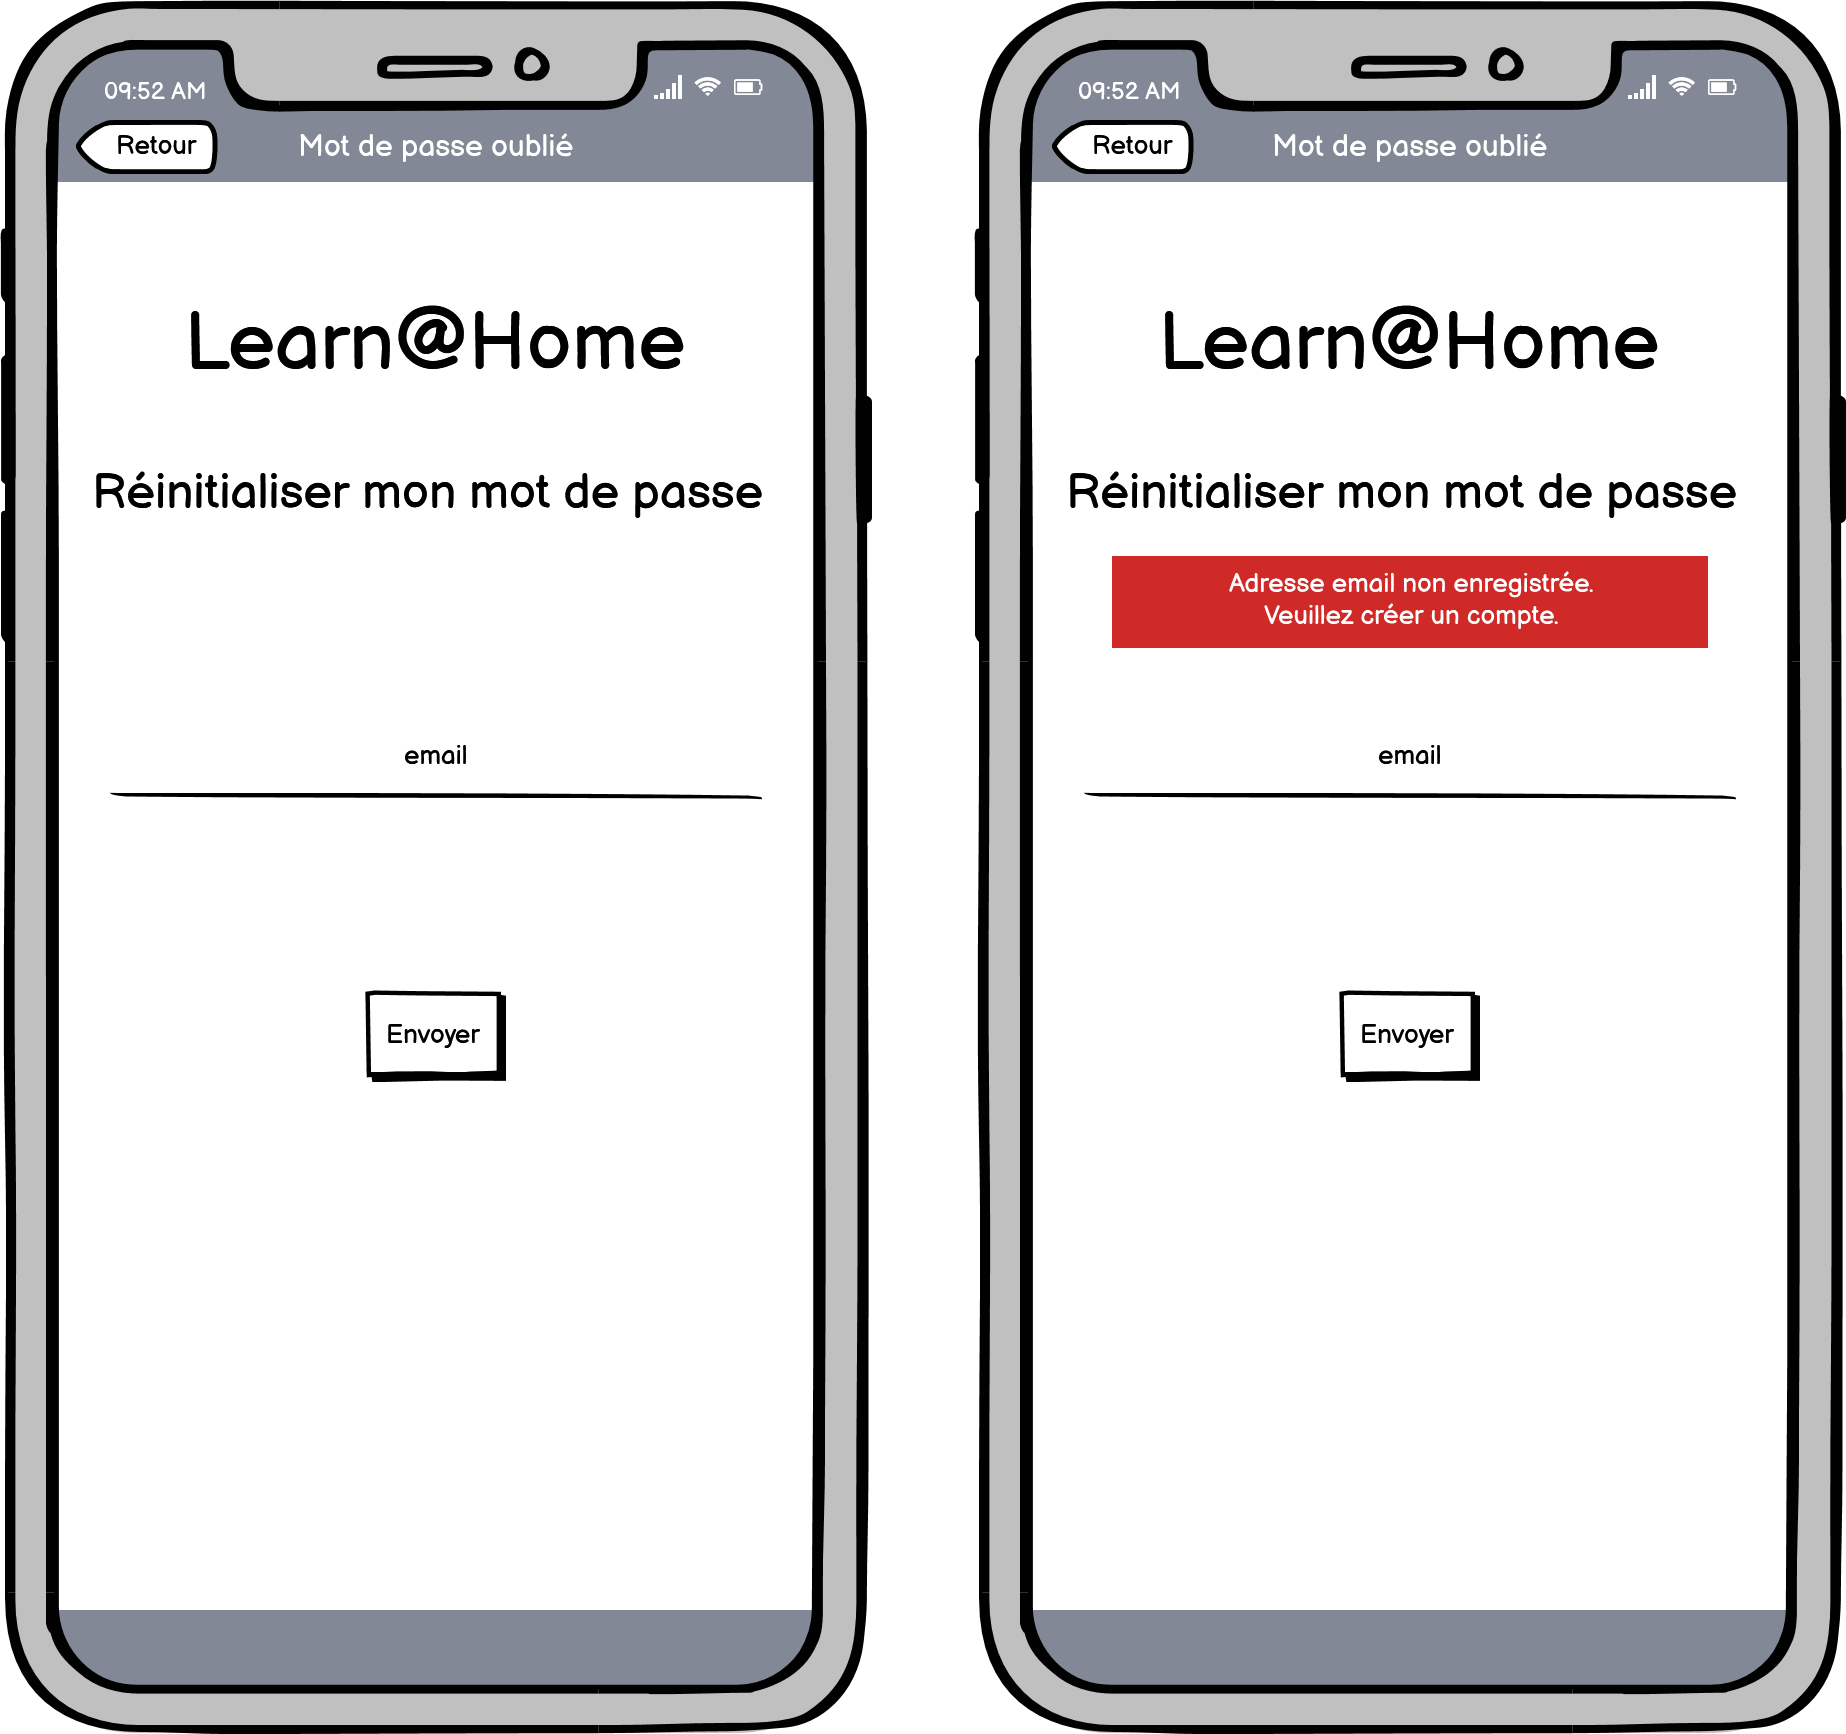 09:52 AM
Retour
Mot de passe oublié
Learn@Home
Réinitialiser mon mot de passe
email
Envoyer
09:52 AM
Retour
Mot de passe oublié
Learn@Home
Réinitialiser mon mot de passe
Adresse email non enregistrée.
Veuillez créer un compte.
email
Envoyer